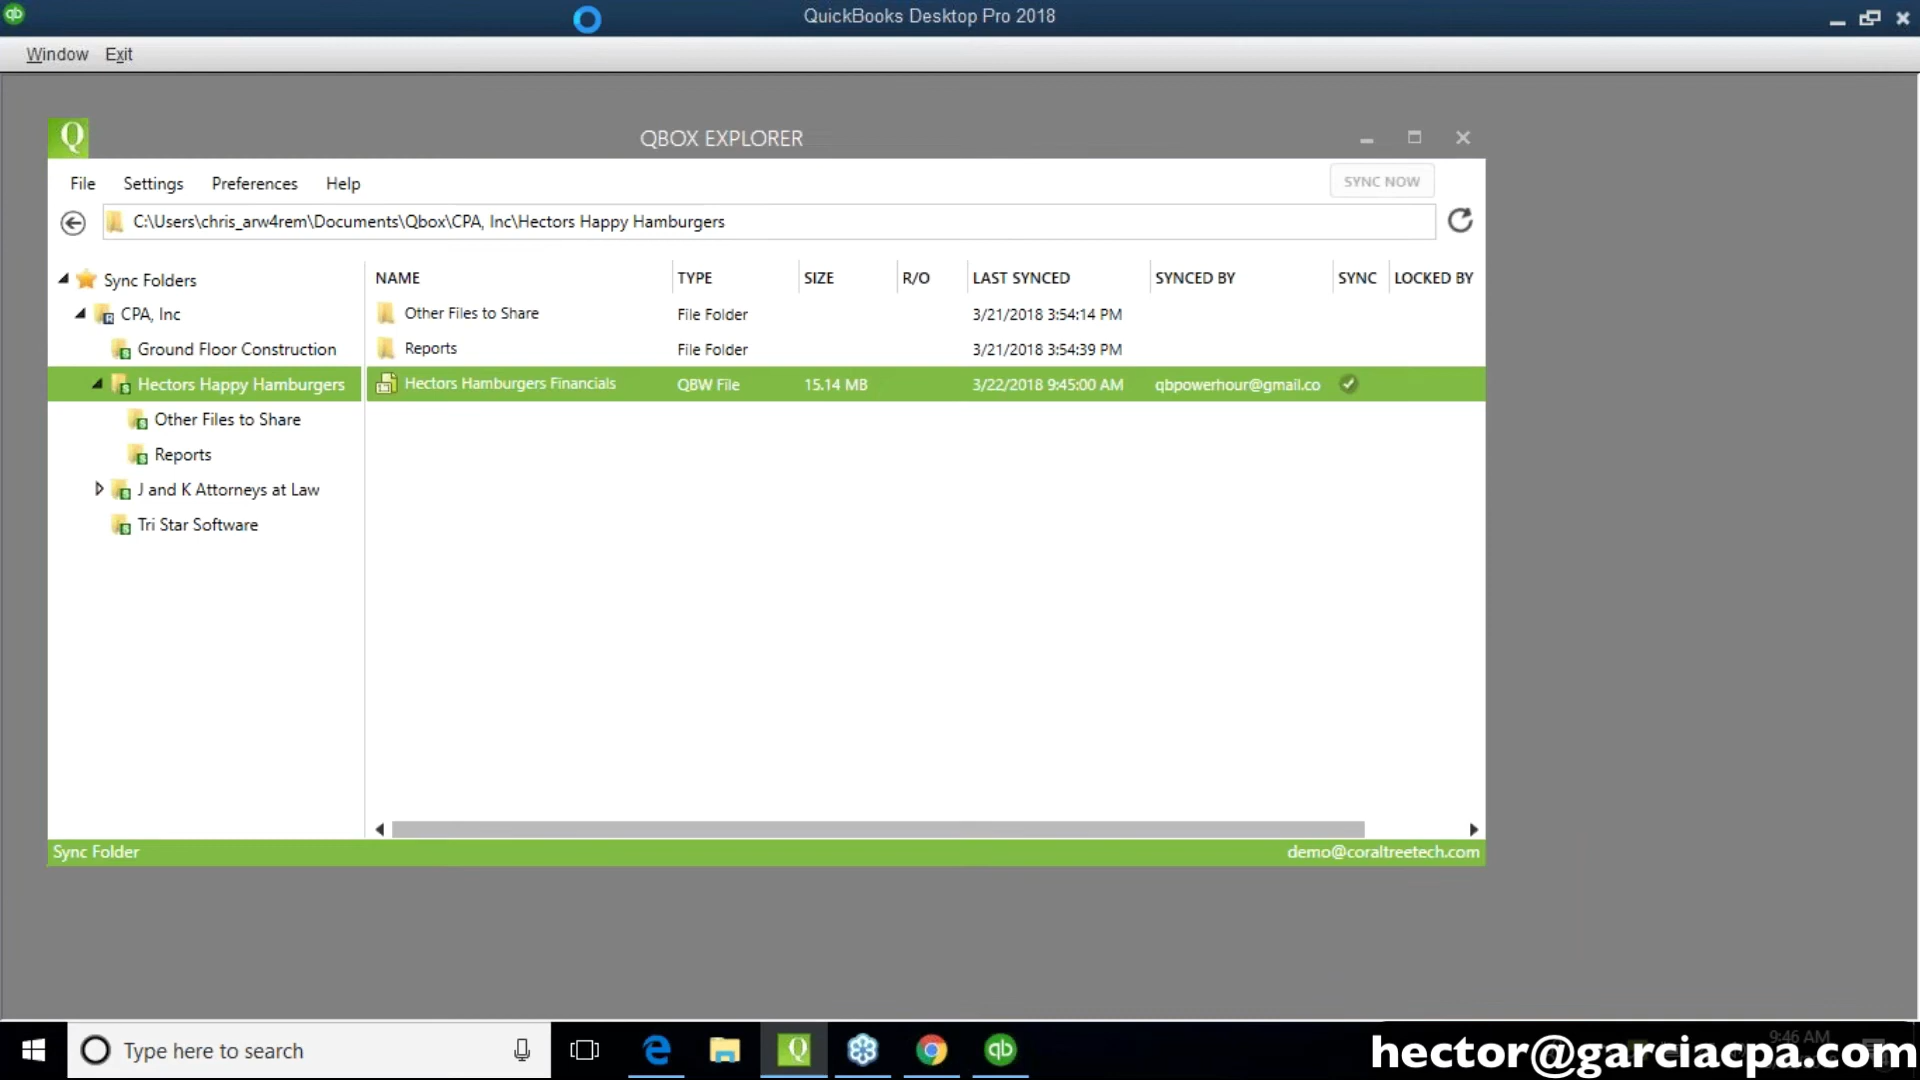 QuickBooks Desktop Pro 2018
Window Exit
QBOX EXPLORER
File Settings Preferences Help SYNC NOW
C:\Users\chris_arw4rem\Documents\Qbox\CPA, Inc\Hectors Happy Hamburgers
Sync Folders
CPA, Inc
Ground Floor Construction
Hectors Happy Hamburgers
Other Files to Share
Reports
J and K Attorneys at Law
Tri Star Software
NAME TYPE SIZE R/O LAST SYNCED SYNCED BY SYNC LOCKED BY
Other Files to Share File Folder 3/21/2018 3:54:14 PM
Reports File Folder 3/21/2018 3:54:39 PM
Hectors Hamburgers Financials QBW File 15.14 MB 3/22/2018 9:45:00 AM qbpowerhour@gmail.co
Sync Folder demo@coraltreetech.com
Type here to search
9:46 AM
hector@garciacpa.com